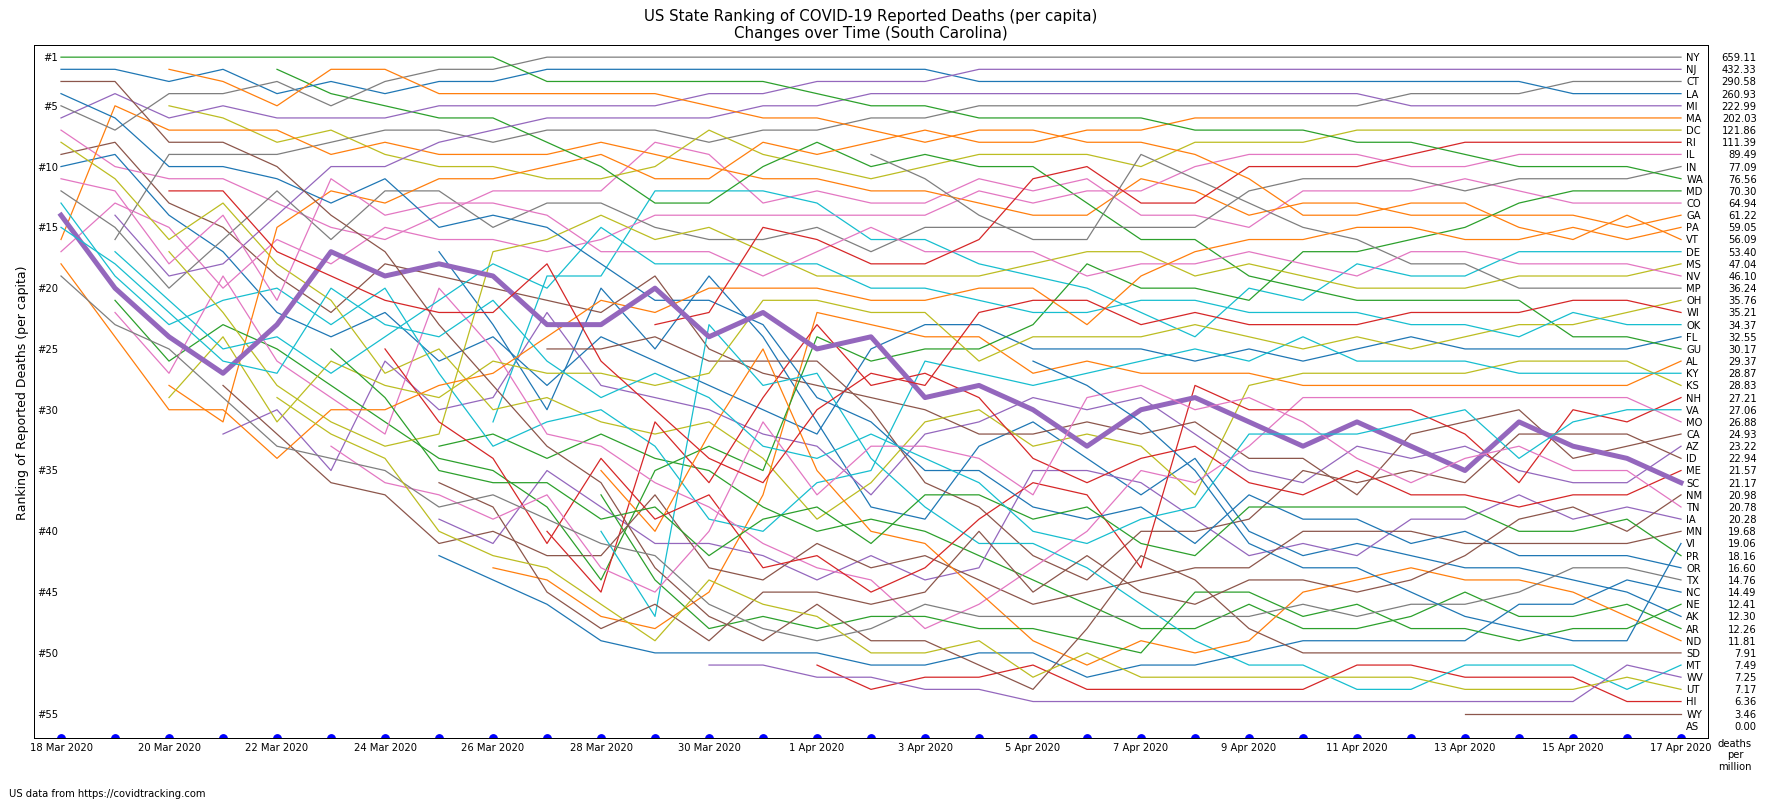 US State Ranking of COVID-19 Reported Deaths (per capita)
Changes over Time (South Carolina)
Ranking of Reported Deaths (per capita)
#1
#5
#10
#15
#20
#25
#30
#35
#40
#45
#50
#55
NY 659.11
NJ 432.33
CT 290.58
LA 260.93
MI 222.99
MA 202.03
DC 121.86
RI 111.39
IL 89.49
IN 77.09
WA 76.56
MD 70.30
CO 64.94
GA 61.22
PA 59.05
VT 56.09
DE 53.40
MS 47.04
NV 46.10
MP 36.24
OH 35.76
WI 35.21
OK 34.37
FL 32.55
GU 30.17
AL 29.37
KY 28.87
KS 28.83
NH 27.21
VA 27.06
MO 26.88
CA 24.93
AZ 23.22
ID 22.94
ME 21.57
SC 21.17
NM 20.98
TN 20.78
IA 20.28
MN 19.68
VI 19.06
PR 18.16
OR 16.60
TX 14.76
NC 14.49
NE 12.41
AK 12.30
AR 12.26
ND 11.81
SD 7.91
MT 7.49
WV 7.25
UT 7.17
HI 6.36
WY 3.46
AS 0.00
18 Mar 2020 20 Mar 2020 22 Mar 2020 24 Mar 2020 26 Mar 2020 28 Mar 2020 30 Mar 2020 1 Apr 2020 3 Apr 2020 5 Apr 2020 7 Apr 2020 9 Apr 2020 11 Apr 2020 13 Apr 2020 15 Apr 2020 17 Apr 2020
deaths
per
million
US data from https://covidtracking.com